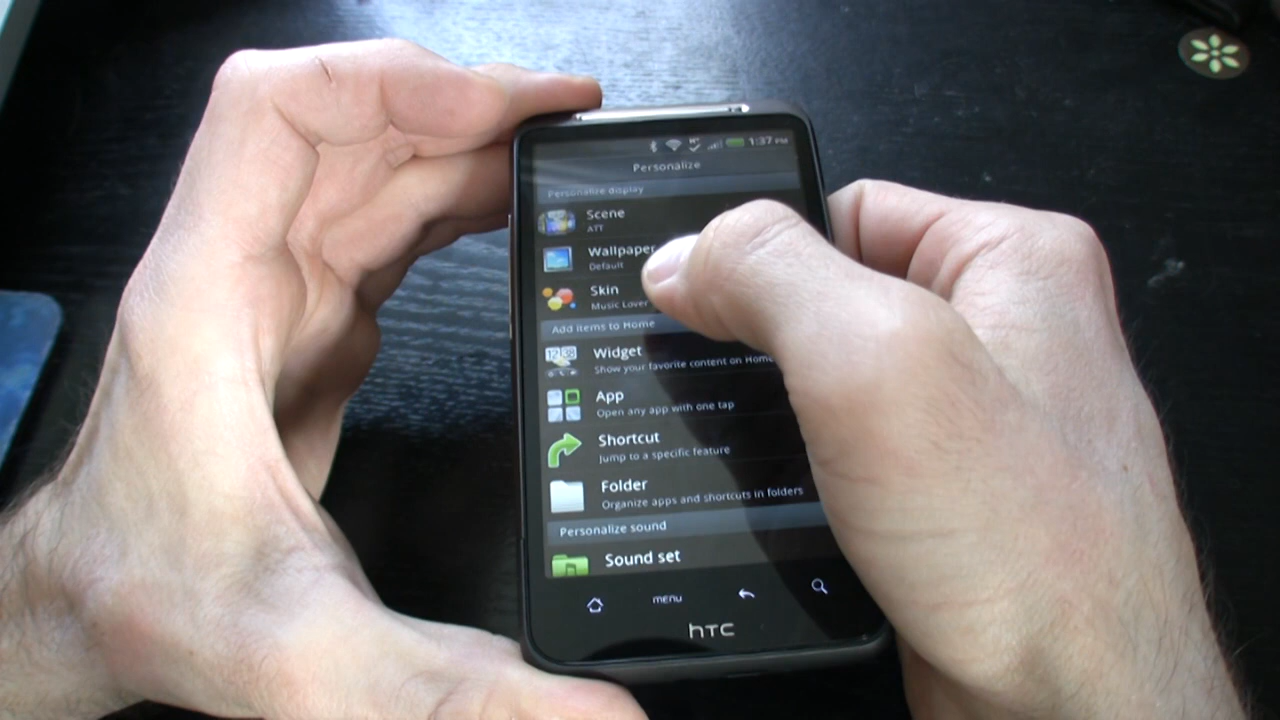 1:37 PM
Personalize
Personalize display
Scene
ATT
Wallpaper
Default
Skin
Music Lover
Add items to Home
Widget
Show your favorite content on Home
App
Open any app with one tap
Shortcut
Jump to a specific feature
Folder
Organize apps and shortcuts in folders
Personalize sound
Sound set
MENU
hTC